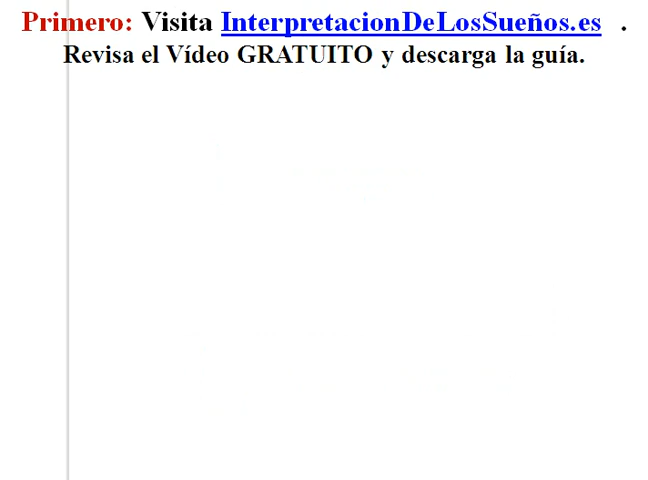 Primero: Visita InterpretacionDeLosSueños.es .
Revisa el Vídeo GRATUITO y descarga la guía.